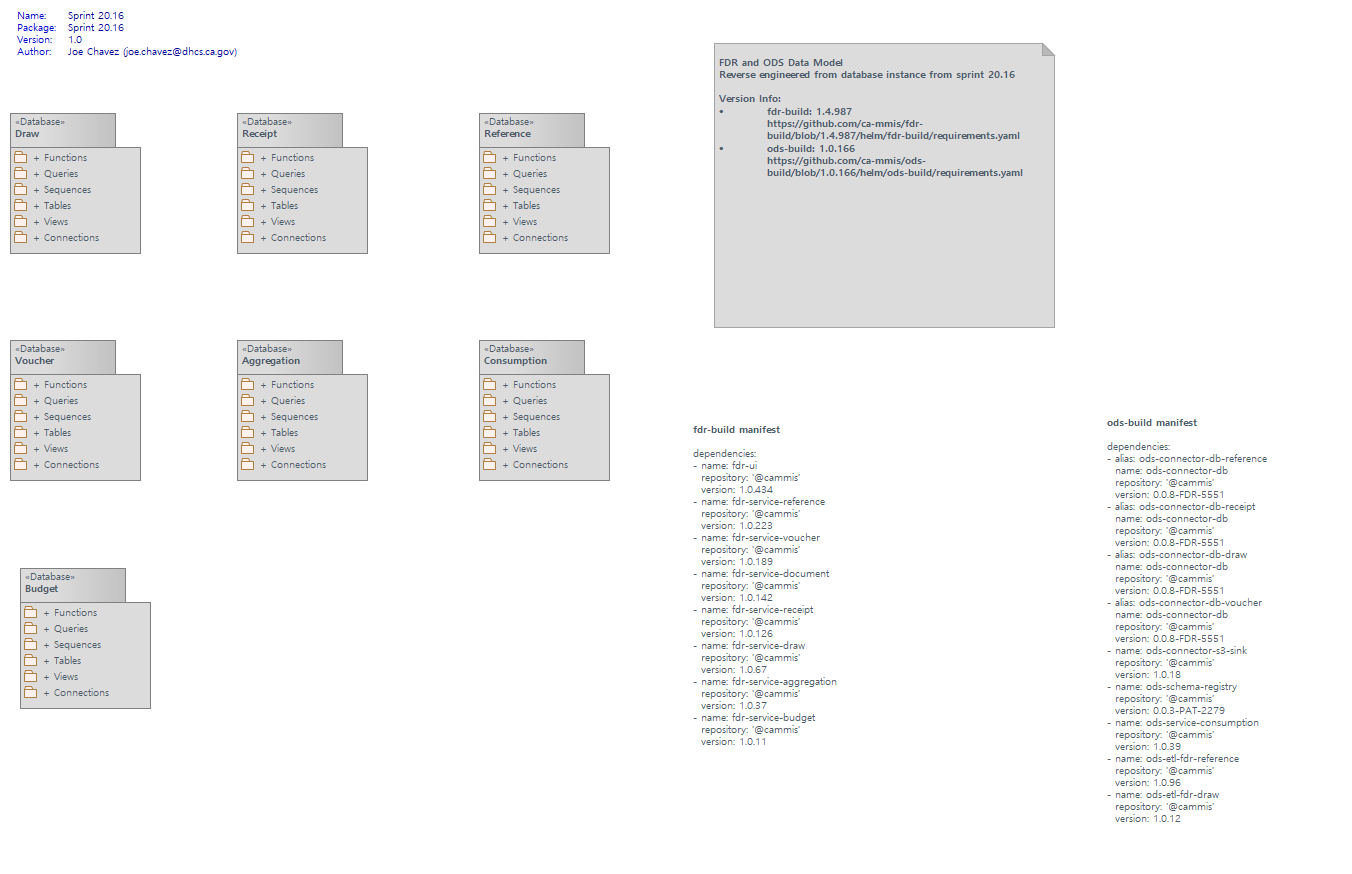 Name: Sprint 20.16
Package: Sprint 20.16
Version: 1.0
Author: Joe Chavez (joe.chavez@dhcs.ca.gov)
FDR and ODS Data Model
Reverse engineered from database instance from sprint 20.16
Version Info:
• fdr-build: 1.4.987
https://github.com/ca-mmis/fdr-
build/blob/1.4.987/helm/fdr-build/requirements.yaml
• ods-build: 1.0.166
https://github.com/ca-mmis/ods-
build/blob/1.0.166/helm/ods-build/requirements.yaml
«Database»
Draw
+ Functions
+ Queries
+ Sequences
+ Tables
+ Views
+ Connections
«Database»
Receipt
+ Functions
+ Queries
+ Sequences
+ Tables
+ Views
+ Connections
«Database»
Reference
+ Functions
+ Queries
+ Sequences
+ Tables
+ Views
+ Connections
«Database»
Voucher
+ Functions
+ Queries
+ Sequences
+ Tables
+ Views
+ Connections
«Database»
Aggregation
+ Functions
+ Queries
+ Sequences
+ Tables
+ Views
+ Connections
«Database»
Consumption
+ Functions
+ Queries
+ Sequences
+ Tables
+ Views
+ Connections
«Database»
Budget
+ Functions
+ Queries
+ Sequences
+ Tables
+ Views
+ Connections
fdr-build manifest
dependencies:
- name: fdr-ui
repository: '@cammis'
version: 1.0.434
- name: fdr-service-reference
repository: '@cammis'
version: 1.0.223
- name: fdr-service-voucher
repository: '@cammis'
version: 1.0.189
- name: fdr-service-document
repository: '@cammis'
version: 1.0.142
- name: fdr-service-receipt
repository: '@cammis'
version: 1.0.126
- name: fdr-service-draw
repository: '@cammis'
version: 1.0.67
- name: fdr-service-aggregation
repository: '@cammis'
version: 1.0.37
- name: fdr-service-budget
repository: '@cammis'
version: 1.0.11
ods-build manifest
dependencies:
- alias: ods-connector-db-reference
name: ods-connector-db
repository: '@cammis'
version: 0.0.8-FDR-5551
- alias: ods-connector-db-receipt
name: ods-connector-db
repository: '@cammis'
version: 0.0.8-FDR-5551
- alias: ods-connector-db-draw
name: ods-connector-db
repository: '@cammis'
version: 0.0.8-FDR-5551
- alias: ods-connector-db-voucher
name: ods-connector-db
repository: '@cammis'
version: 0.0.8-FDR-5551
- name: ods-connector-s3-sink
repository: '@cammis'
version: 1.0.18
- name: ods-schema-registry
repository: '@cammis'
version: 0.0.3-PAT-2279
- name: ods-service-consumption
repository: '@cammis'
version: 1.0.39
- name: ods-etl-fdr-reference
repository: '@cammis'
version: 1.0.96
- name: ods-etl-fdr-draw
repository: '@cammis'
version: 1.0.12